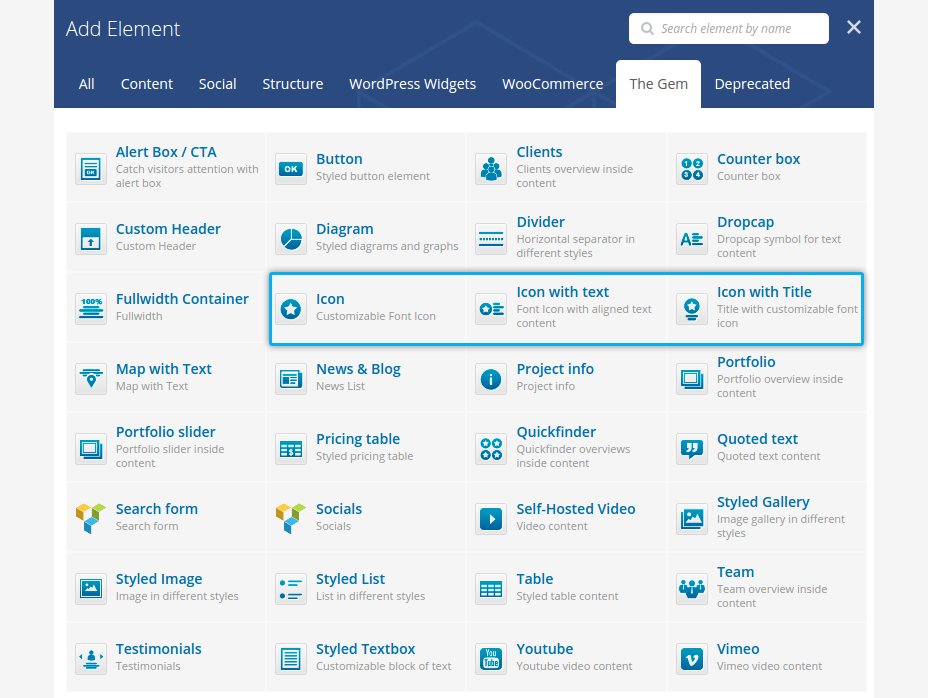 Add Element
Search element by name
All Content Social Structure WordPress Widgets WooCommerce The Gem Deprecated
Alert Box / CTA
Catch visitors attention with
alert box
OK
Button
Styled button element
OK
Clients
Clients overview inside
content
Counter box
Counter box
1 2
3 4
Custom Header
Custom Header
Diagram
Styled diagrams and graphs
Divider
Horizontal separator in
different styles
Dropcap
Dropcap symbol for text
content
A
Fullwidth Container
Fullwidth
100%
Icon
Customizable Font Icon
Icon with text
Font Icon with aligned text
content
Icon with Title
Title with customizable font
icon
Map with Text
Map with Text
News & Blog
News List
Project info
Project info
i
Portfolio
Portfolio overview inside
content
Portfolio slider
Portfolio slider inside
content
Pricing table
Styled pricing table
$
Quickfinder
Quickfinder overviews
inside content
Quoted text
Quoted text content
Search form
Search form
Socials
Socials
Self-Hosted Video
Video content
Styled Gallery
Image gallery in different
styles
Styled Image
Image in different styles
Styled List
List in different styles
Table
Styled table content
Team
Team overview inside
content
Testimonials
Testimonials
Styled Textbox
Customizable block of text
Youtube
Youtube video content
You
Tube
Vimeo
Vimeo video content
v